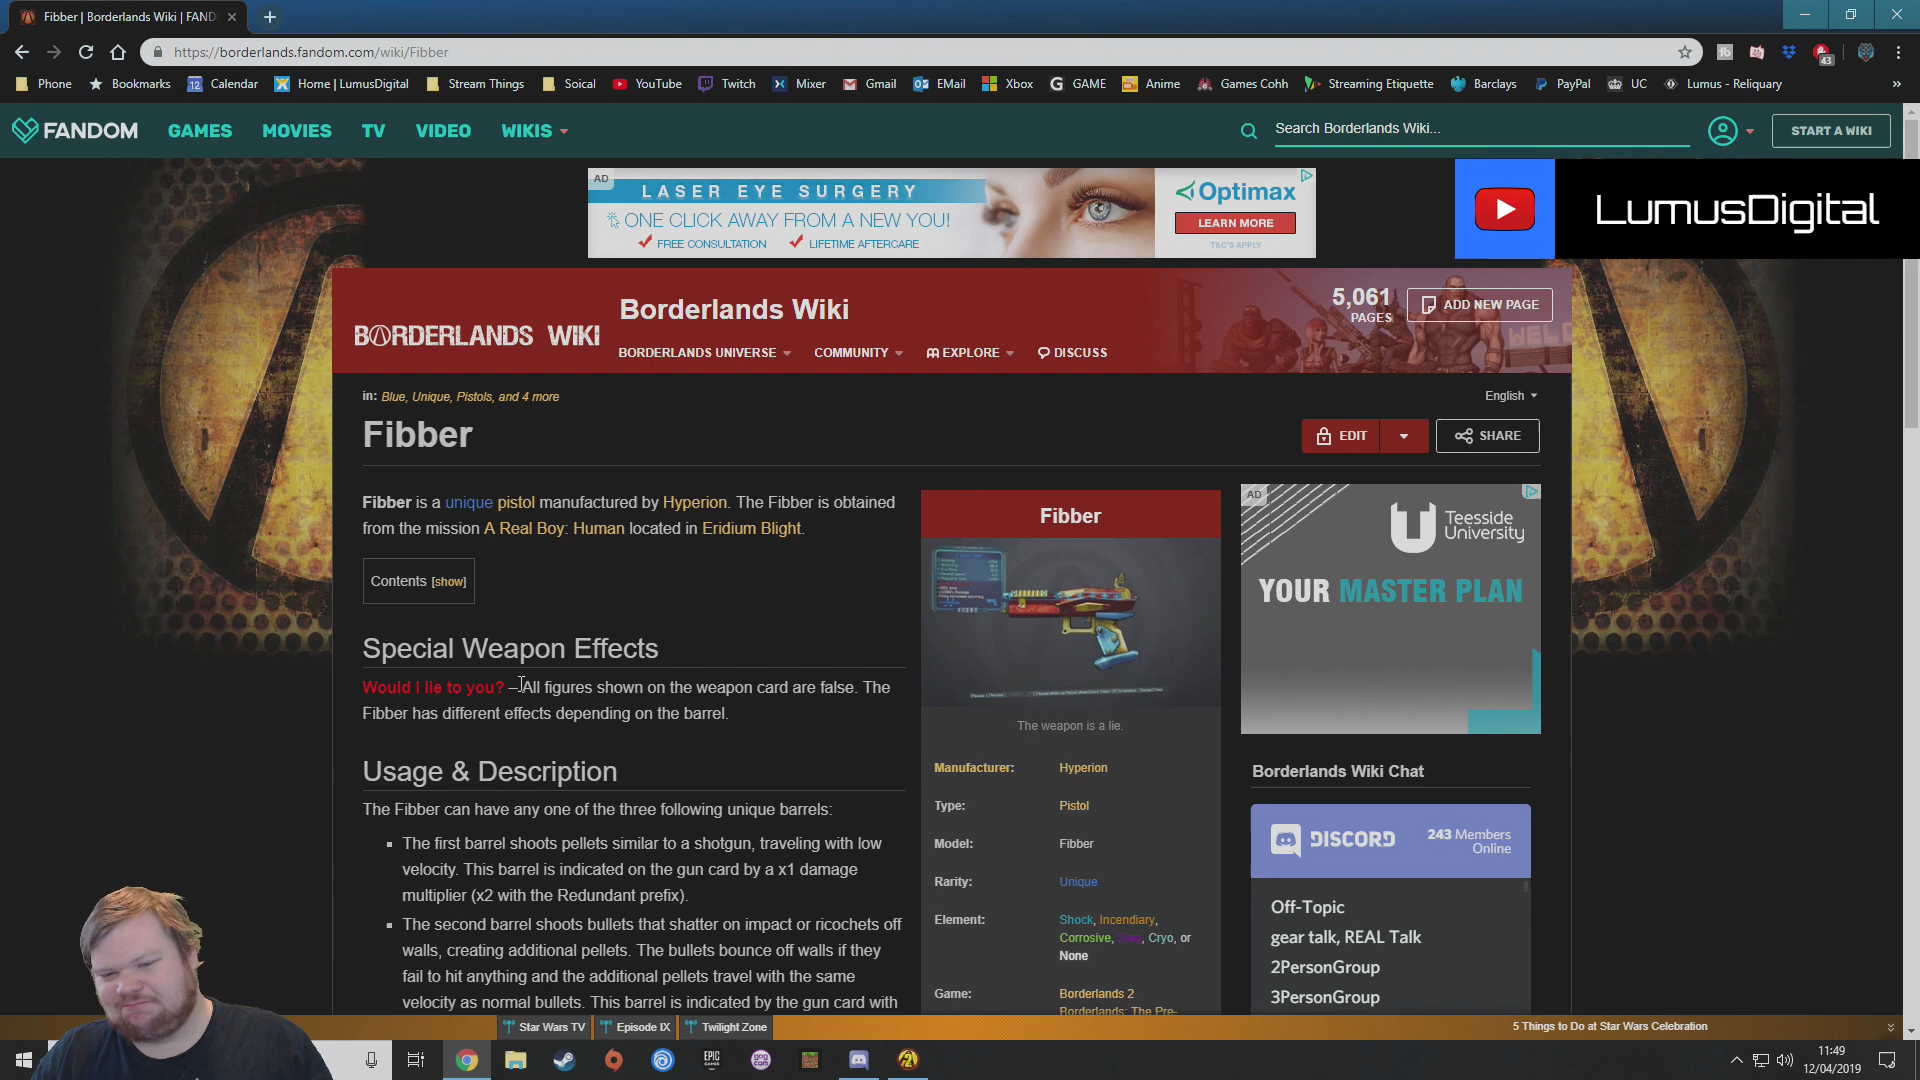 Fibber | Borderlands Wiki | FAND
https://borderlands.fandom.com/wiki/Fibber
43
Phone
Bookmarks
12
Calendar
Home | LumusDigital
Stream Things
Soical
YouTube
Twitch
Mixer
Gmail
EMail
Xbox
GAME
Anime
Games Cohh
Streaming Etiquette
Barclays
PayPal
UC
Lumus - Reliquary
FANDOM
GAMES
MOVIES
TV
VIDEO
WIKIS
Search Borderlands Wiki...
START A WIKI
AD
LASER EYE SURGERY
ONE CLICK AWAY FROM A NEW YOU!
FREE CONSULTATION
LIFETIME AFTERCARE
Optimax
LEARN MORE
T&C'S APPLY
LumusDigital
BORDERLANDS WIKI
Borderlands Wiki
5,061
PAGES
ADD NEW PAGE
BORDERLANDS UNIVERSE
COMMUNITY
EXPLORE
DISCUSS
in: Blue, Unique, Pistols, and 4 more
English
Fibber
EDIT
SHARE
Fibber is a unique pistol manufactured by Hyperion. The Fibber is obtained
from the mission A Real Boy: Human located in Eridium Blight.
Contents [show]
Special Weapon Effects
Would I lie to you? – All figures shown on the weapon card are false. The
Fibber has different effects depending on the barrel.
Usage & Description
The Fibber can have any one of the three following unique barrels:
The first barrel shoots pellets similar to a shotgun, traveling with low
velocity. This barrel is indicated on the gun card by a x1 damage
multiplier (x2 with the Redundant prefix).
The second barrel shoots bullets that shatter on impact or ricochets off
walls, creating additional pellets. The bullets bounce off walls if they
fail to hit anything and the additional pellets travel with the same
velocity as normal bullets. This barrel is indicated by the gun card with
Fibber
The weapon is a lie.
Manufacturer: Hyperion
Type: Pistol
Model: Fibber
Rarity: Unique
Element: Shock, Incendiary,
Corrosive, Slag, Cryo, or
None
Game: Borderlands 2
Borderlands: The Pre-
AD
Teesside
University
YOUR MASTER PLAN
Borderlands Wiki Chat
DISCORD
243 Members
Online
Off-Topic
gear talk, REAL Talk
2PersonGroup
3PersonGroup
Star Wars TV
Episode IX
Twilight Zone
5 Things to Do at Star Wars Celebration
EPIC
GAMES
GOG
COM
11:49
12/04/2019